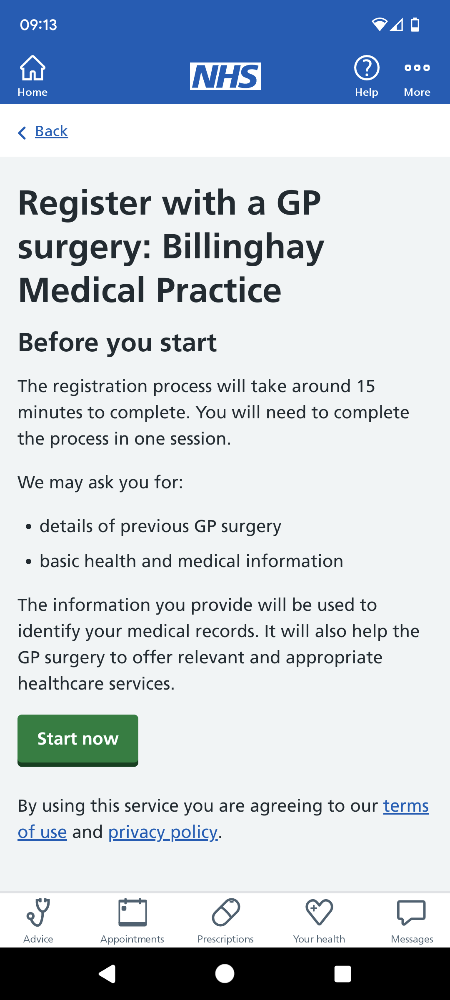 09:13
Home
NHS
Help
More
Back
Register with a GP
surgery: Billinghay
Medical Practice
Before you start
The registration process will take around 15
minutes to complete. You will need to complete
the process in one session.
We may ask you for:
• details of previous GP surgery
• basic health and medical information
The information you provide will be used to
identify your medical records. It will also help the
GP surgery to offer relevant and appropriate
healthcare services.
Start now
By using this service you are agreeing to our terms
of use and privacy policy.
Advice
Appointments
Prescriptions
Your health
Messages